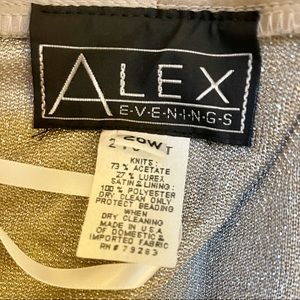 ALEX
E·V·E·N·I·N·G·S
20W
T
KNITS:
73 % ACETATE
27 % LUREX
SATIN & LINING:
100 % POLYESTER
DRY CLEAN ONLY
PROTECT BEADING
WHEN
DRY CLEANING
MADE IN U.S.A
OF DOMESTIC &
IMPORTED FABRIC
RN# 79263